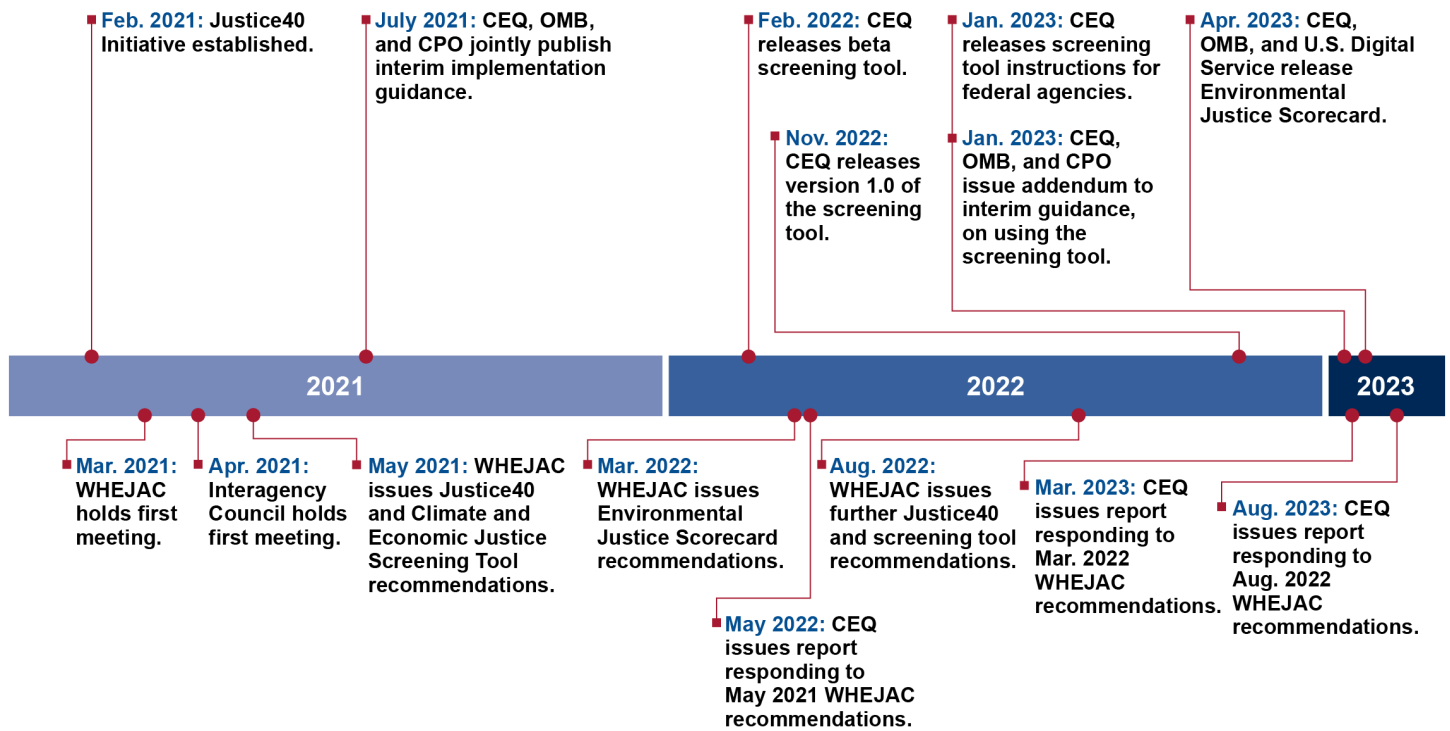 Feb. 2021: Justice40
Initiative established.
July 2021: CEQ, OMB,
and CPO jointly publish
interim implementation
guidance.
Feb. 2022: CEQ
releases beta
screening tool.
Nov. 2022:
CEQ releases
version 1.0 of
the screening
tool.
Jan. 2023: CEQ
releases screening
tool instructions for
federal agencies.
Jan. 2023: CEQ,
OMB, and CPO
issue addendum to
interim guidance,
on using the
screening tool.
Apr. 2023: CEQ,
OMB, and U.S. Digital
Service release
Environmental
Justice Scorecard.
2021
2022
2023
Mar. 2021:
WHEJAC
holds first
meeting.
Apr. 2021:
Interagency
Council holds
first meeting.
May 2021: WHEJAC
issues Justice40
and Climate and
Economic Justice
Screening Tool
recommendations.
Mar. 2022:
WHEJAC issues
Environmental
Justice Scorecard
recommendations.
May 2022: CEQ
issues report
responding to
May 2021 WHEJAC
recommendations.
Aug. 2022:
WHEJAC issues
further Justice40
and screening tool
recommendations.
Mar. 2023: CEQ
issues report
responding to
Mar. 2022
WHEJAC
recommendations.
Aug. 2023: CEQ
issues report
responding to
Aug. 2022
WHEJAC
recommendations.